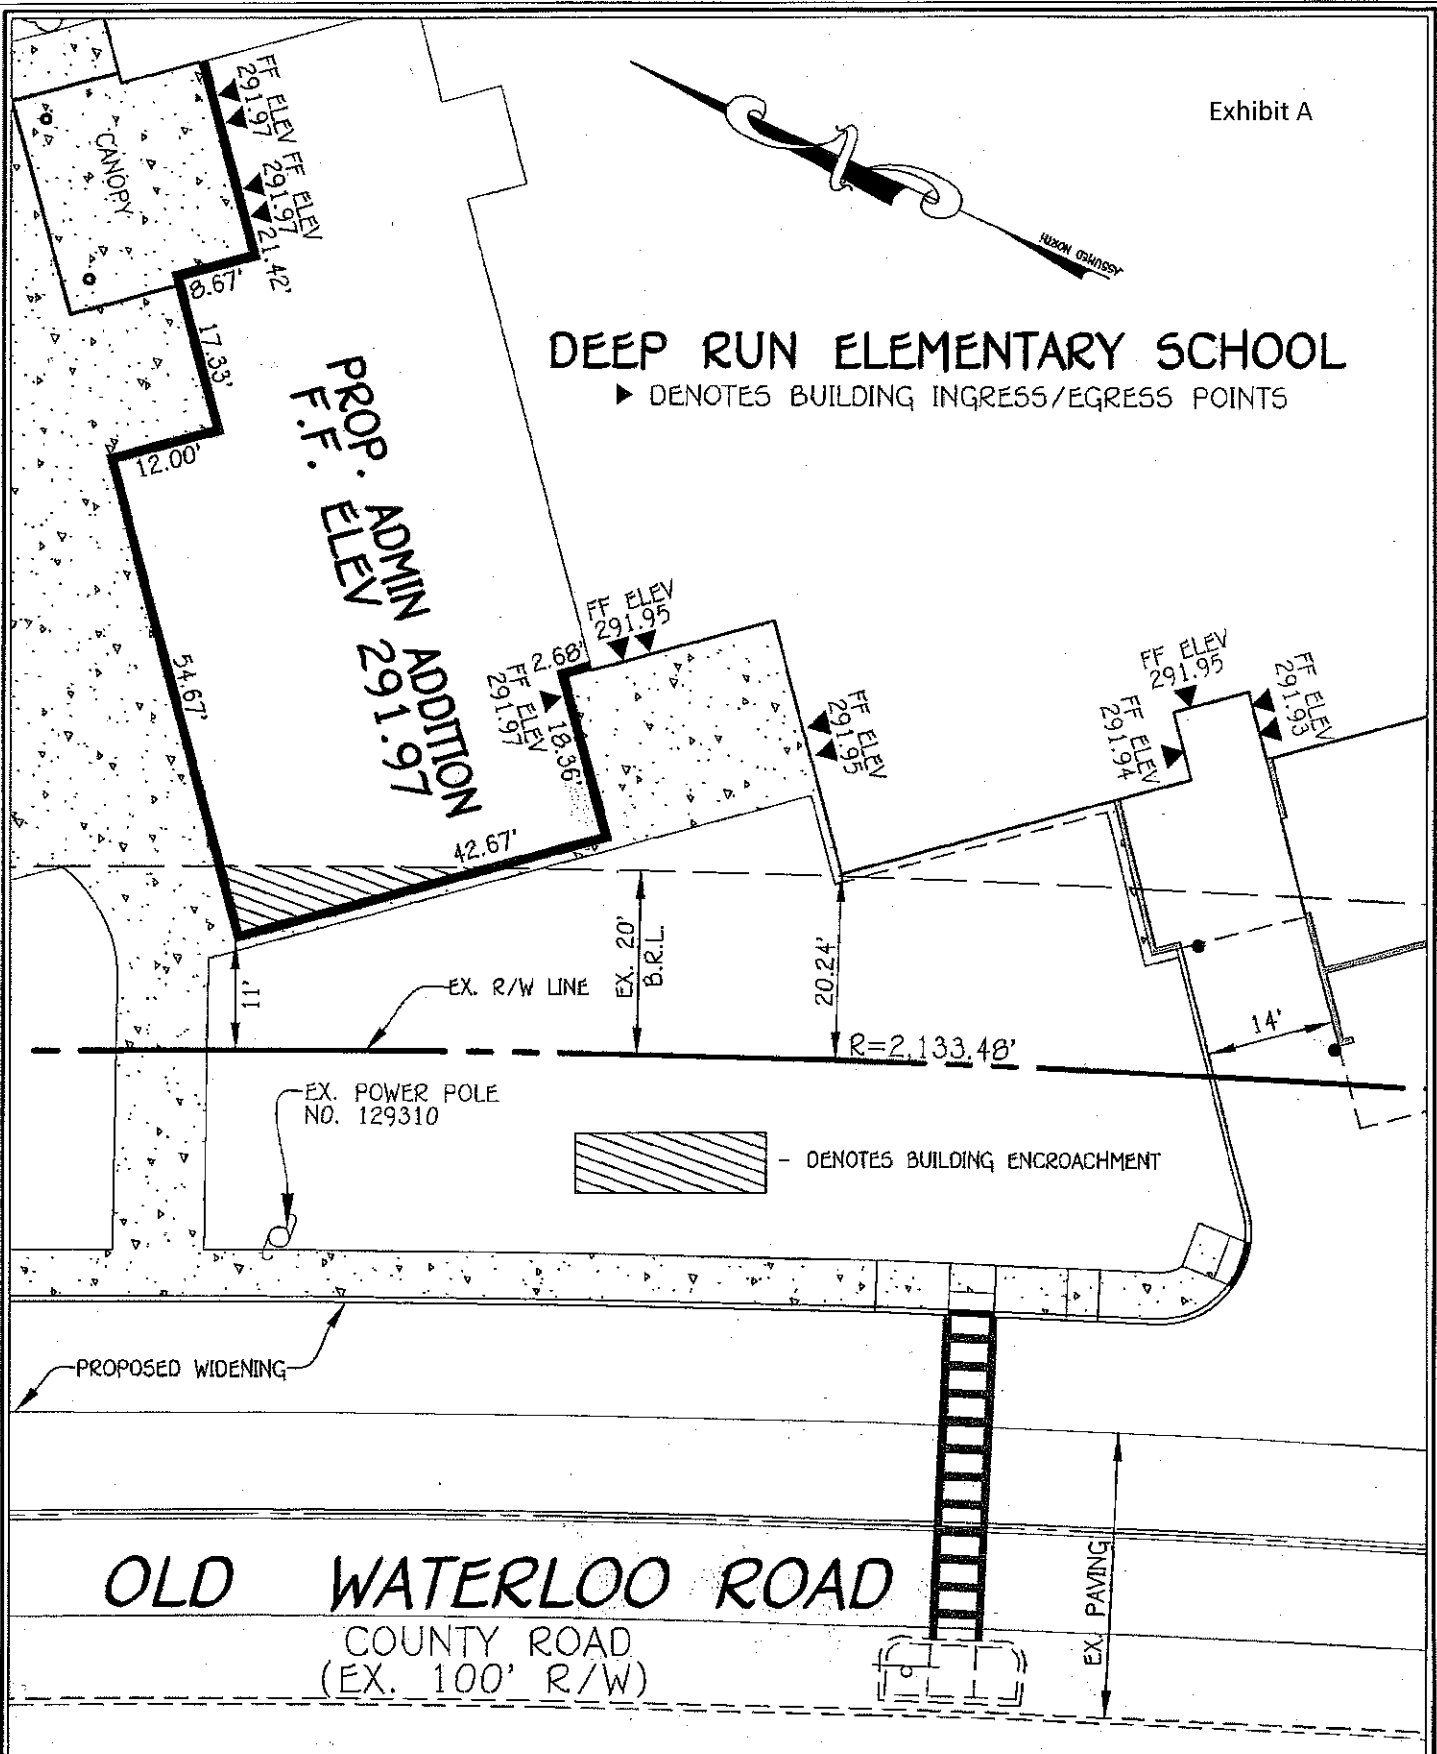 Exhibit A
FF ELEV
291.97
FF ELEV
291.97
CANOPY
21.42'
8.67'
17.33'
12.00'
ASSUMED NORTH
DEEP RUN ELEMENTARY SCHOOL
DENOTES BUILDING INGRESS/EGRESS POINTS
PROP. ADMIN ADDITION
F.F. ELEV 291.97
54.67'
FF ELEV
291.95
2.68'
FF ELEV
291.97
18.36'
42.67'
FF ELEV
291.95
FF ELEV
291.95
FF ELEV
291.94
FF ELEV
291.93
11'
EX. R/W LINE
EX. 20'
B.R.L.
20.24'
R=2,133.48'
14'
EX. POWER POLE
NO. 129310
- DENOTES BUILDING ENCROACHMENT
PROPOSED WIDENING
EX. PAVING
OLD WATERLOO ROAD
COUNTY ROAD
(EX. 100' R/W)